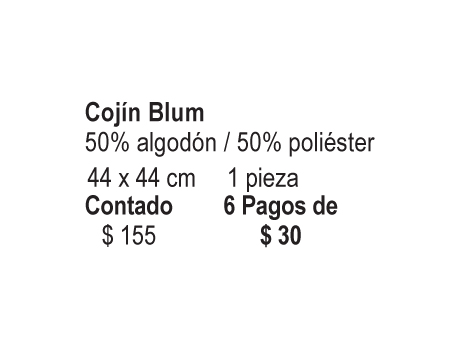 Cojín Blum
50% algodón / 50% poliéster
44 x 44 cm 1 pieza
Contado 6 Pagos de
$ 155 $ 30